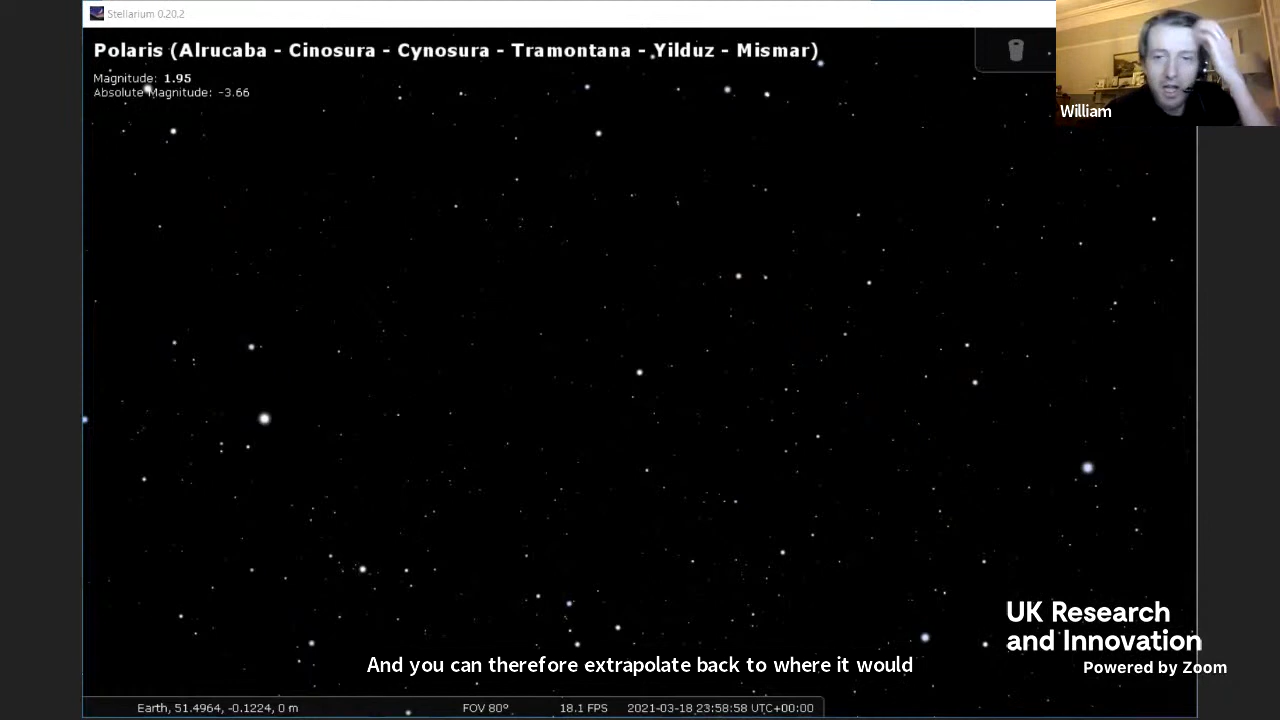 Stellarium 0.20.2
Polaris (Alrucaba - Cinosura - Cynosura - Tramontana - Yilduz - Mismar)
Magnitude: 1.95
Absolute Magnitude: -3.66
William
UK Research
and Innovation
And you can therefore extrapolate back to where it would
Powered by Zoom
Earth, 51.4964, -0.1224, 0 m
FOV 80°
18.1 FPS
2021-03-18 23:58:58 UTC+00:00